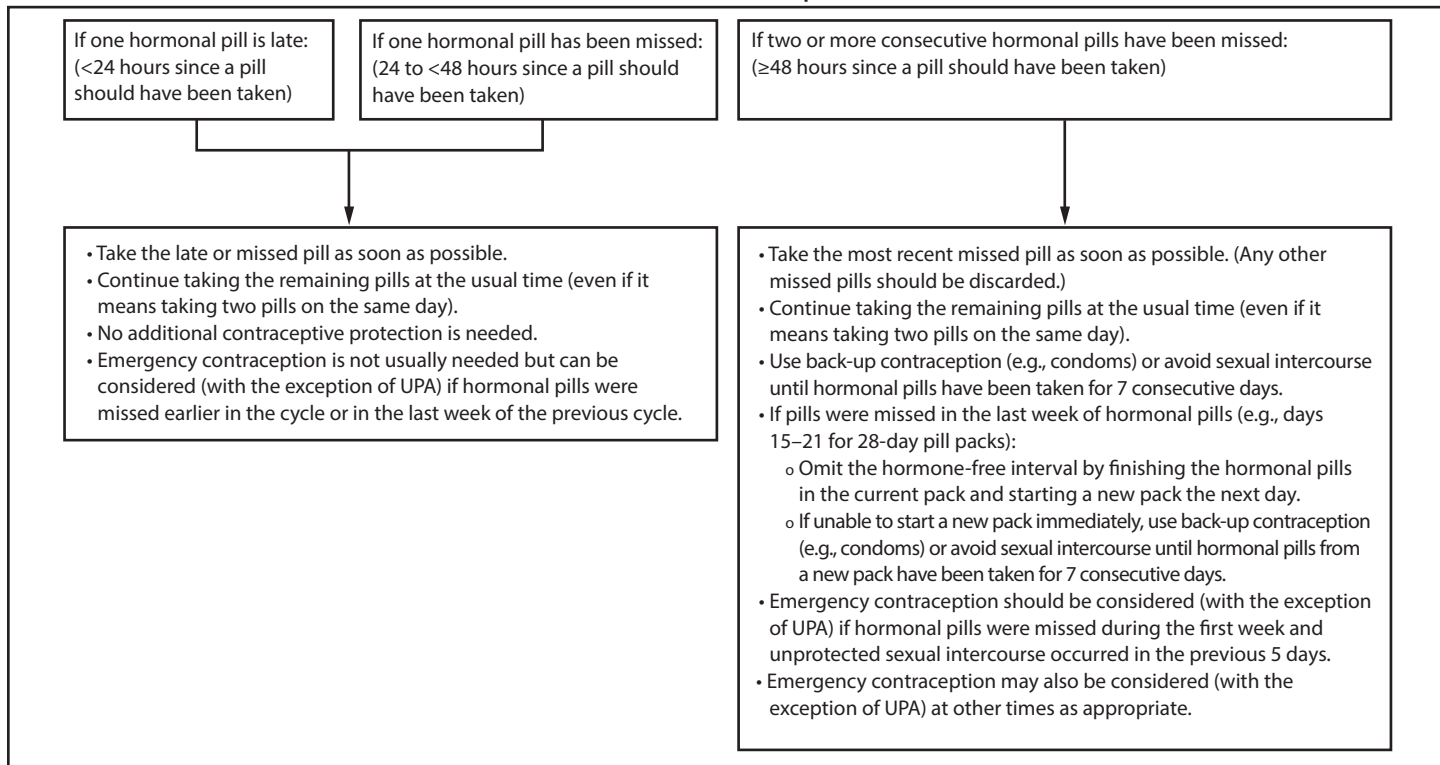 If one hormonal pill is late:
(<24 hours since a pill
should have been taken)
If one hormonal pill has been missed:
(24 to <48 hours since a pill should
have been taken)
If two or more consecutive hormonal pills have been missed:
(≥48 hours since a pill should have been taken)
• Take the late or missed pill as soon as possible.
• Continue taking the remaining pills at the usual time (even if it
means taking two pills on the same day).
• No additional contraceptive protection is needed.
• Emergency contraception is not usually needed but can be
considered (with the exception of UPA) if hormonal pills were
missed earlier in the cycle or in the last week of the previous cycle.
• Take the most recent missed pill as soon as possible. (Any other
missed pills should be discarded.)
• Continue taking the remaining pills at the usual time (even if it
means taking two pills on the same day).
• Use back-up contraception (e.g., condoms) or avoid sexual intercourse
until hormonal pills have been taken for 7 consecutive days.
• If pills were missed in the last week of hormonal pills (e.g., days
15–21 for 28-day pill packs):
o Omit the hormone-free interval by finishing the hormonal pills
in the current pack and starting a new pack the next day.
o If unable to start a new pack immediately, use back-up contraception
(e.g., condoms) or avoid sexual intercourse until hormonal pills from
a new pack have been taken for 7 consecutive days.
• Emergency contraception should be considered (with the exception
of UPA) if hormonal pills were missed during the first week and
unprotected sexual intercourse occurred in the previous 5 days.
• Emergency contraception may also be considered (with the
exception of UPA) at other times as appropriate.